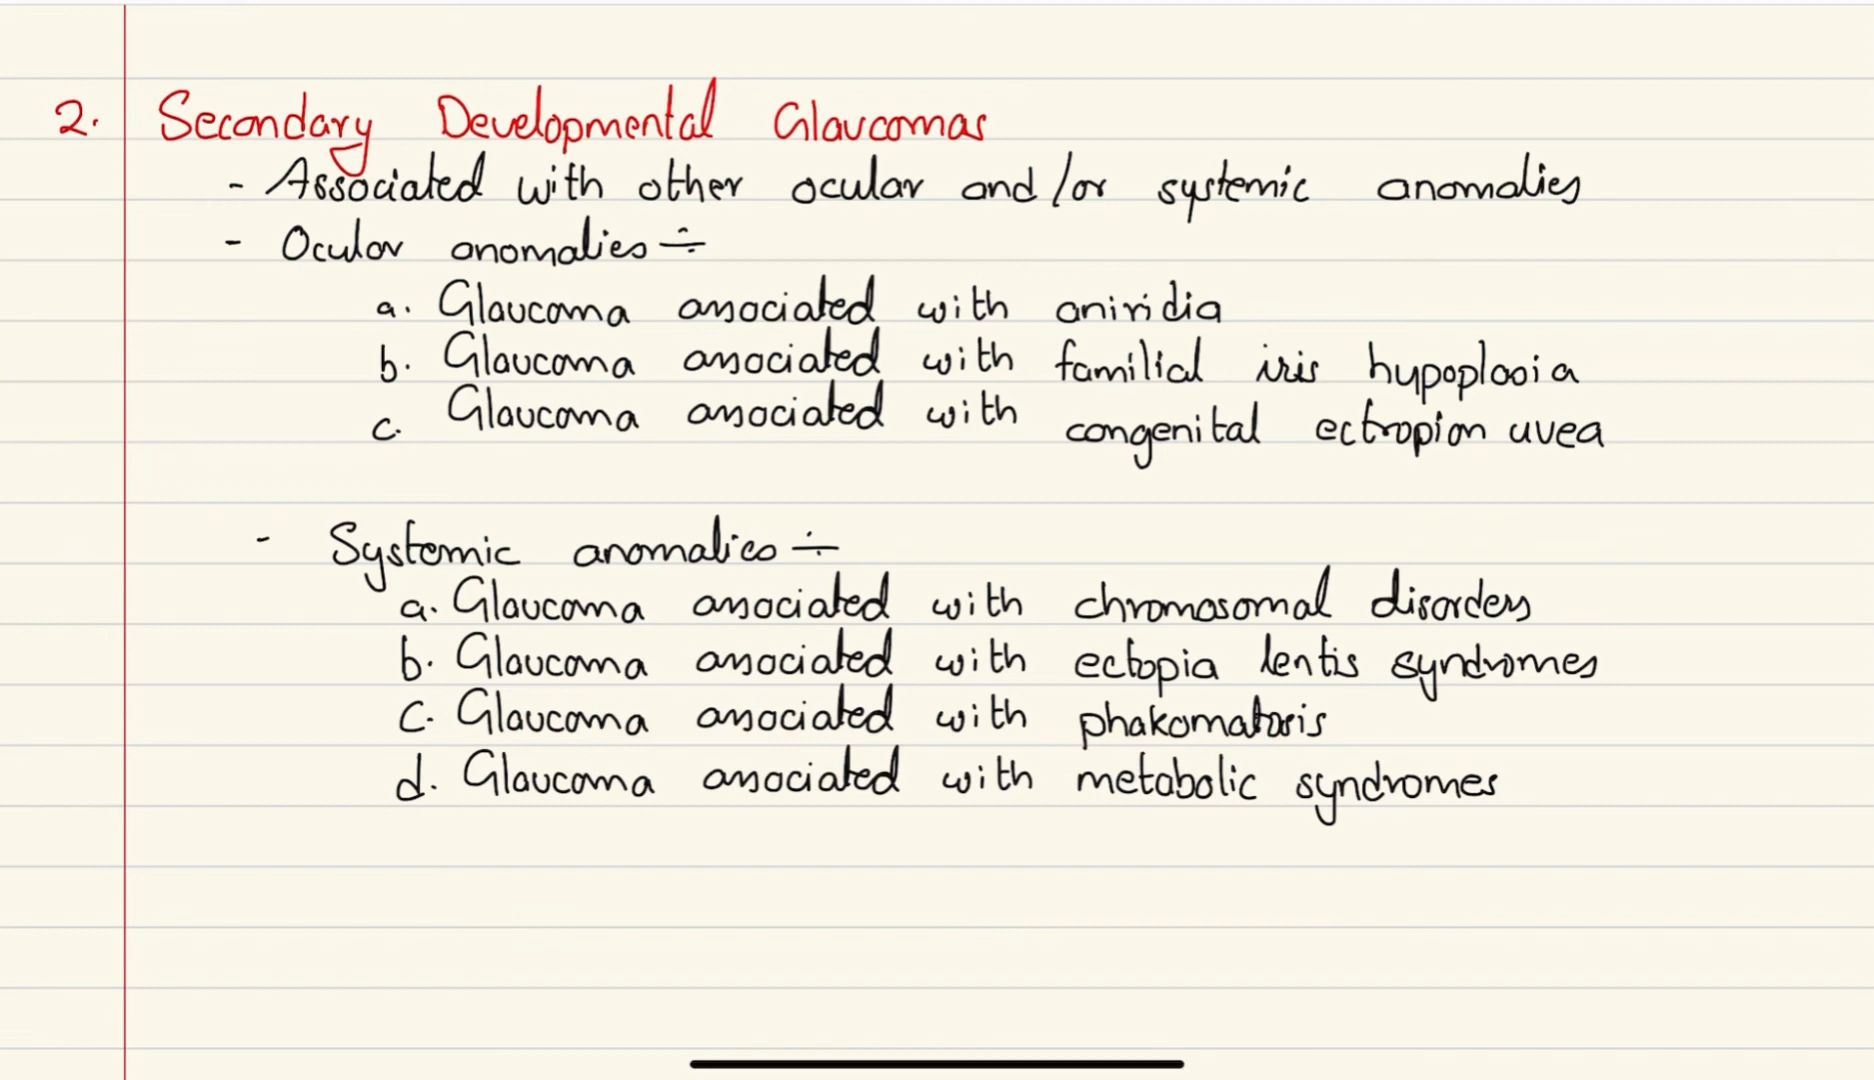 2. Secondary Developmental Glaucomas
- Associated with other ocular and/or systemic anomalies
- Ocular anomalies ÷
a. Glaucoma associated with aniridia
b. Glaucoma associated with familial iris hypoplasia
c. Glaucoma associated with congenital ectropion uvea
- Systemic anomalies ÷
a. Glaucoma associated with chromosomal disorders
b. Glaucoma associated with ectopia lentis syndromes
c. Glaucoma associated with phakomatosis
d. Glaucoma associated with metabolic syndromes